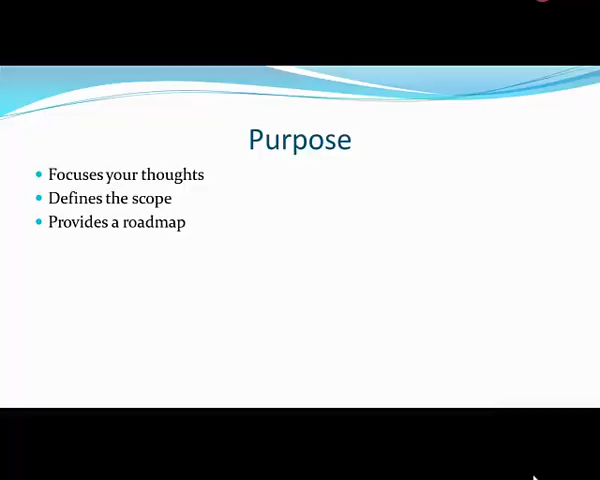 Purpose
• Focuses your thoughts
• Defines the scope
• Provides a roadmap